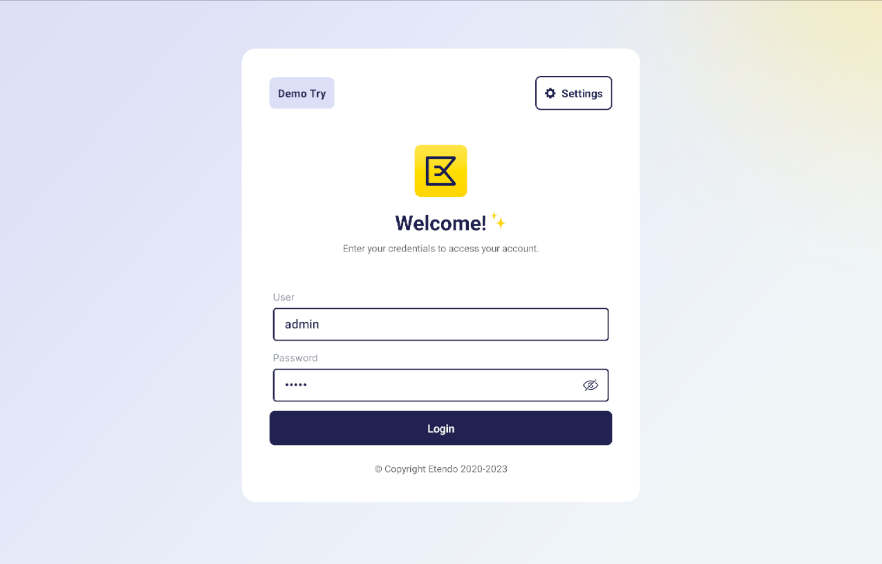 Demo Try
Settings
Welcome!
Enter your credentials to access your account.
User
admin
Password
•••••
Login
© Copyright Etendo 2020-2023